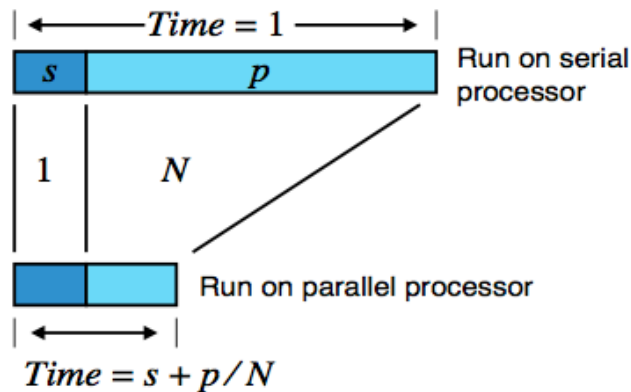 Time = 1
s p Run on serial
processor
1 N
Run on parallel processor
Time = s + p/N